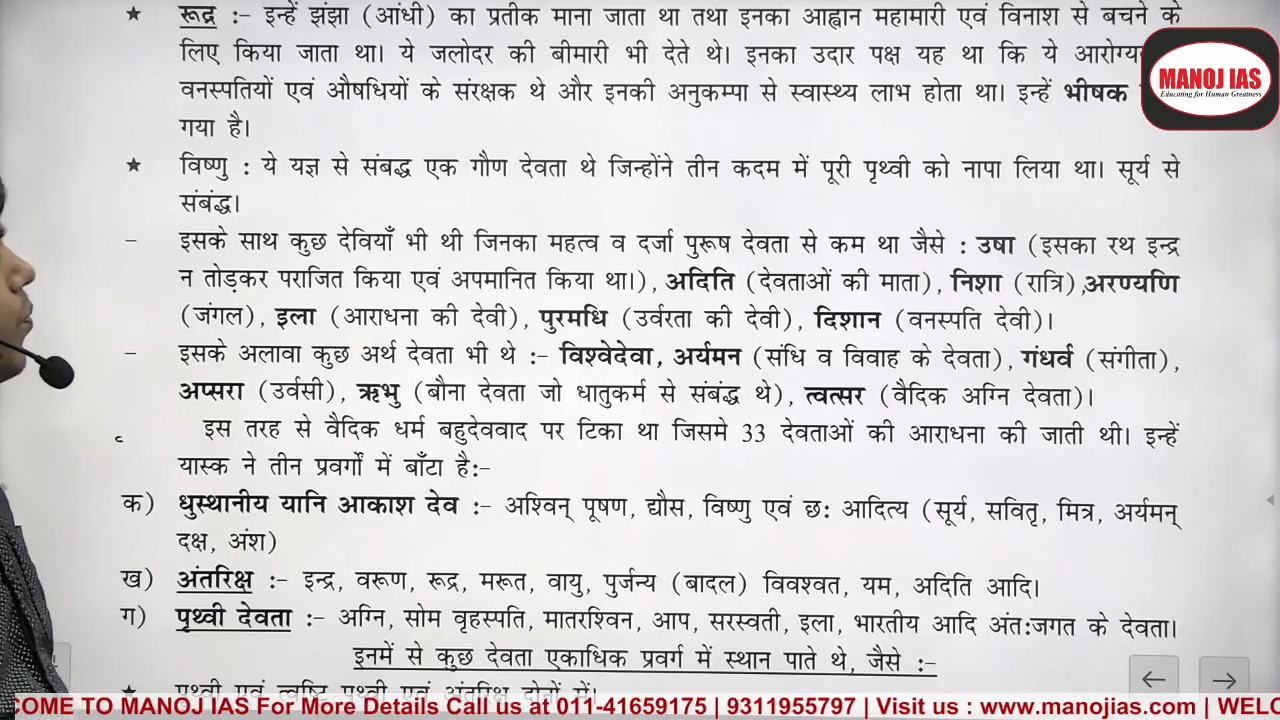 ★ रूद्र :- इन्हें झंझा (आंधी) का प्रतीक माना जाता था तथा इनका आह्वान महामारी एवं विनाश से बचने के
लिए किया जाता था। ये जलोदर की बीमारी भी देते थे। इनका उदार पक्ष यह था कि ये
वनस्पतियों एवं औषधियों के संरक्षक थे और इनकी अनुकम्पा से स्वास्थ्य लाभ होता था। इन्हें भीषक
गया है।
MANOJ IAS
Educating for Human Greatness
★ विष्णु : ये यज्ञ से संबद्ध एक गौण देवता थे जिन्होंने तीन कदम में पूरी पृथ्वी को नापा लिया था। सूर्य से
संबंद्ध।
– इसके साथ कुछ देवियाँ भी थी जिनका महत्व व दर्जा पुरूष देवता से कम था जैसे : उषा (इसका रथ इन्द्र
न तोड़कर पराजित किया एवं अपमानित किया था।), अदिति (देवताओं की माता), निशा (रात्रि),अरण्यणि
(जंगल), इला (आराधना की देवी), पुरमधि (उर्वरता की देवी), दिशान (वनस्पति देवी)।
– इसके अलावा कुछ अर्थ देवता भी थे :- विश्वेदेवा, अर्यमन (संधि व विवाह के देवता), गंधर्व (संगीता),
अप्सरा (उर्वसी), ऋभु (बौना देवता जो धातुकर्म से संबंद्ध थे), त्वत्सर (वैदिक अग्नि देवता)।
इस तरह से वैदिक धर्म बहुदेववाद पर टिका था जिसमे 33 देवताओं की आराधना की जाती थी। इन्हें
यास्क ने तीन प्रवर्गों में बाँटा है:-
क) धुस्थानीय यानि आकाश देव :- अश्विन् पूषण, द्यौस, विष्णु एवं छः आदित्य (सूर्य, सवितृ, मित्र, अर्यमन्
दक्ष, अंश)
ख) अंतरिक्ष :- इन्द्र, वरूण, रूद्र, मरूत, वायु, पुर्जन्य (बादल) विवश्वत, यम, अदिति आदि।
ग) पृथ्वी देवता :- अग्नि, सोम वृहस्पति, मातरश्विन, आप, सरस्वती, इला, भारतीय आदि अंतःजगत के देवता।
इनमें से कुछ देवता एकाधिक प्रवर्ग में स्थान पाते थे, जैसे :-
★ पृथ्वी एवं त्वष्टि पृथ्वी एवं अंतरिक्ष दोनों में।
COME TO MANOJ IAS For More Details Call us at 011-41659175 | 9311955797 | Visit us : www.manojias.com | WELC